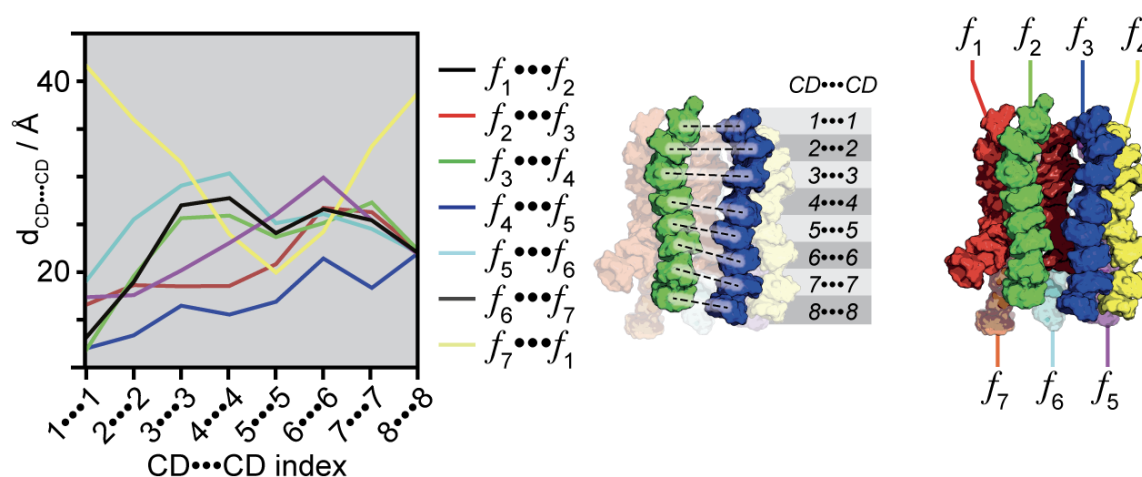 40
20
d CD•••CD / Å
1•••1
2•••2
3•••3
4•••4
5•••5
6•••6
7•••7
8•••8
CD•••CD index
f1•••f2
f2•••f3
f3•••f4
f4•••f5
f5•••f6
f6•••f7
f7•••f1
CD•••CD
1•••1
2•••2
3•••3
4•••4
5•••5
6•••6
7•••7
8•••8
f1 f2 f3 f4
f7 f6 f5